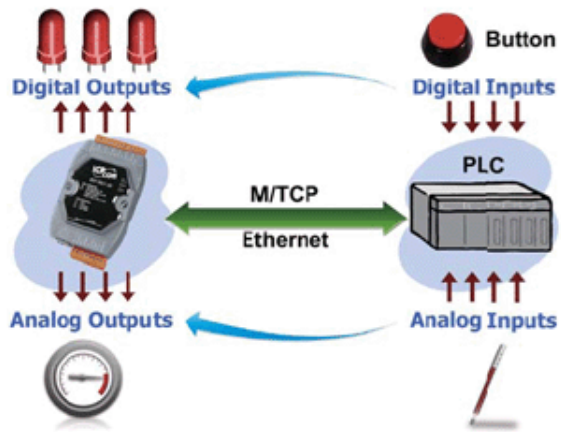 Button
Digital Outputs
Digital Inputs
PLC
M/TCP
Ethernet
Analog Outputs
Analog Inputs